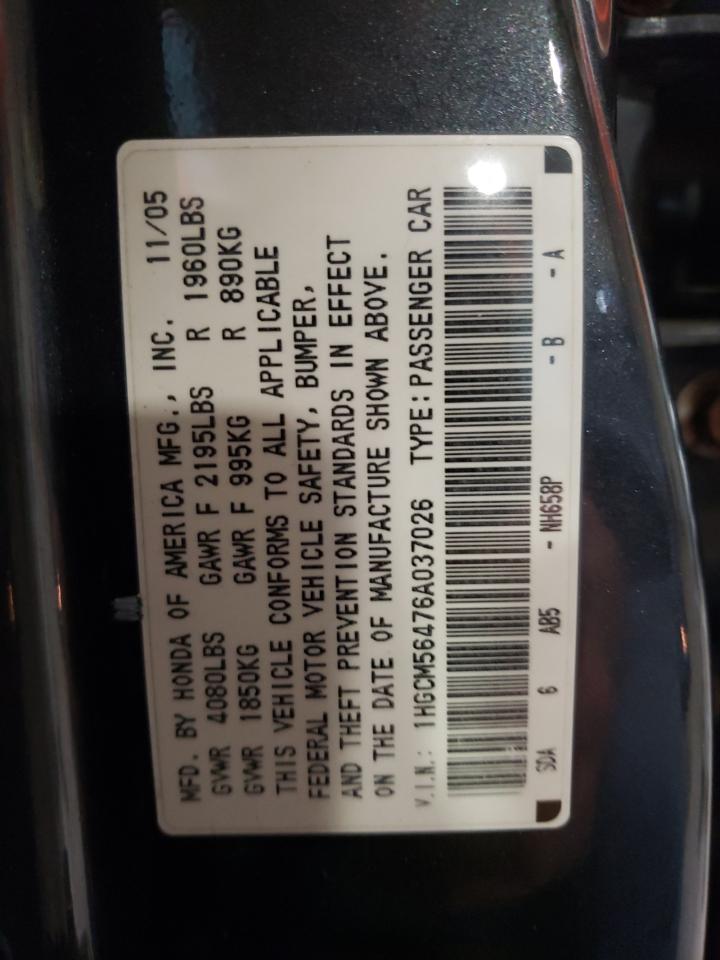 MFD. BY HONDA OF AMERICA MFG., INC. 11/05
GVWR 4080LBS GAWR F 2195LBS R 1960LBS
GVWR 1850KG GAWR F 995KG R 890KG
THIS VEHICLE CONFORMS TO ALL APPLICABLE
FEDERAL MOTOR VEHICLE SAFETY, BUMPER,
AND THEFT PREVENTION STANDARDS IN EFFECT
ON THE DATE OF MANUFACTURE SHOWN ABOVE.
V.I.N.: 1HGCM56476A037026 TYPE:PASSENGER CAR
SDA 6 AB5 - NH658P - B - A